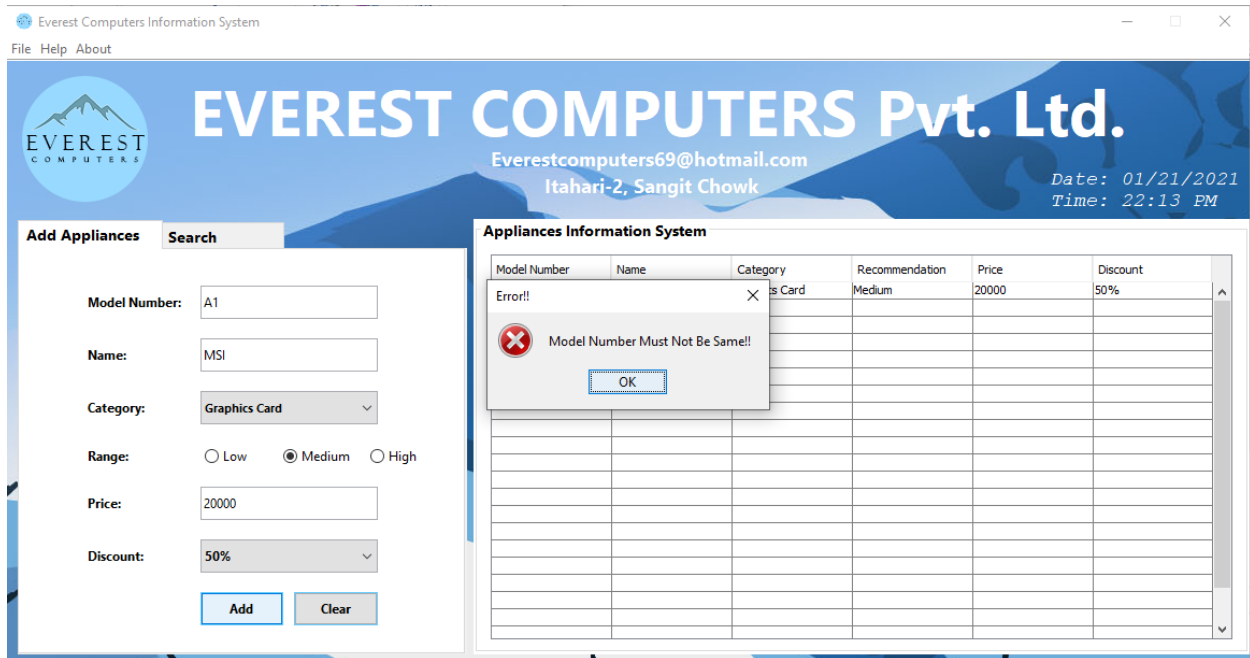 Everest Computers Information System
File Help About
EVEREST
COMPUTERS
EVEREST COMPUTERS Pvt. Ltd.
Everestcomputers69@hotmail.com
Itahari-2, Sangit Chowk
Date: 01/21/2021
Time: 22:13 PM
Add Appliances Search
Model Number: A1
Name: MSI
Category: Graphics Card
Range: Low Medium High
Price: 20000
Discount: 50%
Add Clear
Appliances Information System
Model Number Name Category Recommendation Price Discount
Card Medium 20000 50%
Error!!
Model Number Must Not Be Same!!
OK